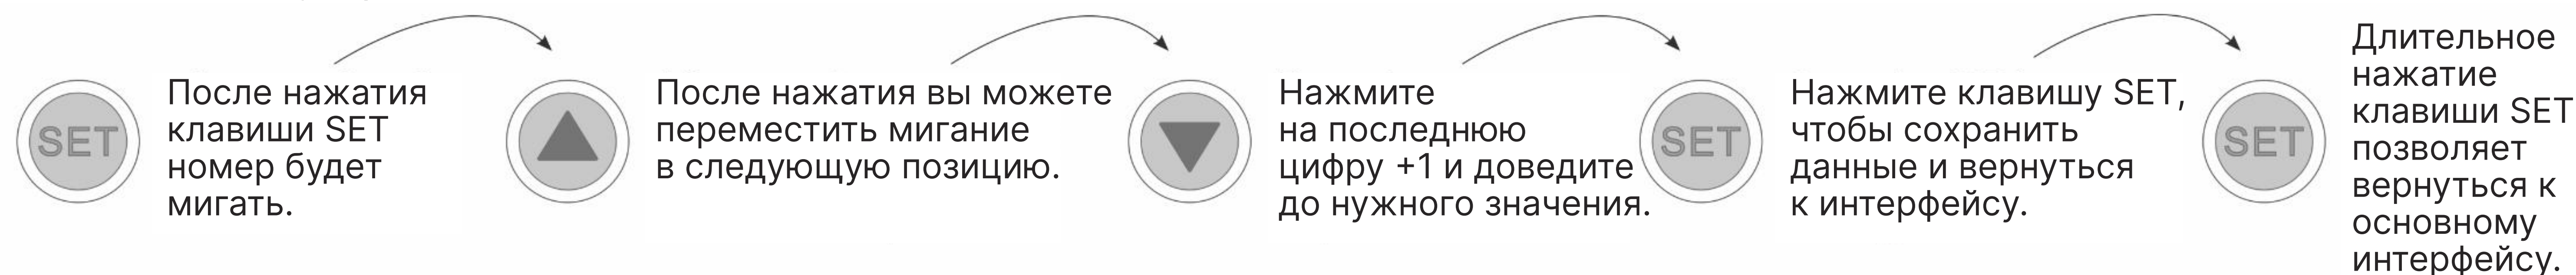 SET
После нажатия
клавиши SET
номер будет
мигать.
После нажатия вы можете
переместить мигание
в следующую позицию.
Нажмите
на последнюю
цифру +1 и доведите
до нужного значения.
SET
Нажмите клавишу SET,
чтобы сохранить
данные и вернуться
к интерфейсу.
SET
Длительное
нажатие
клавиши SET
позволяет
вернуться к
основному
интерфейсу.